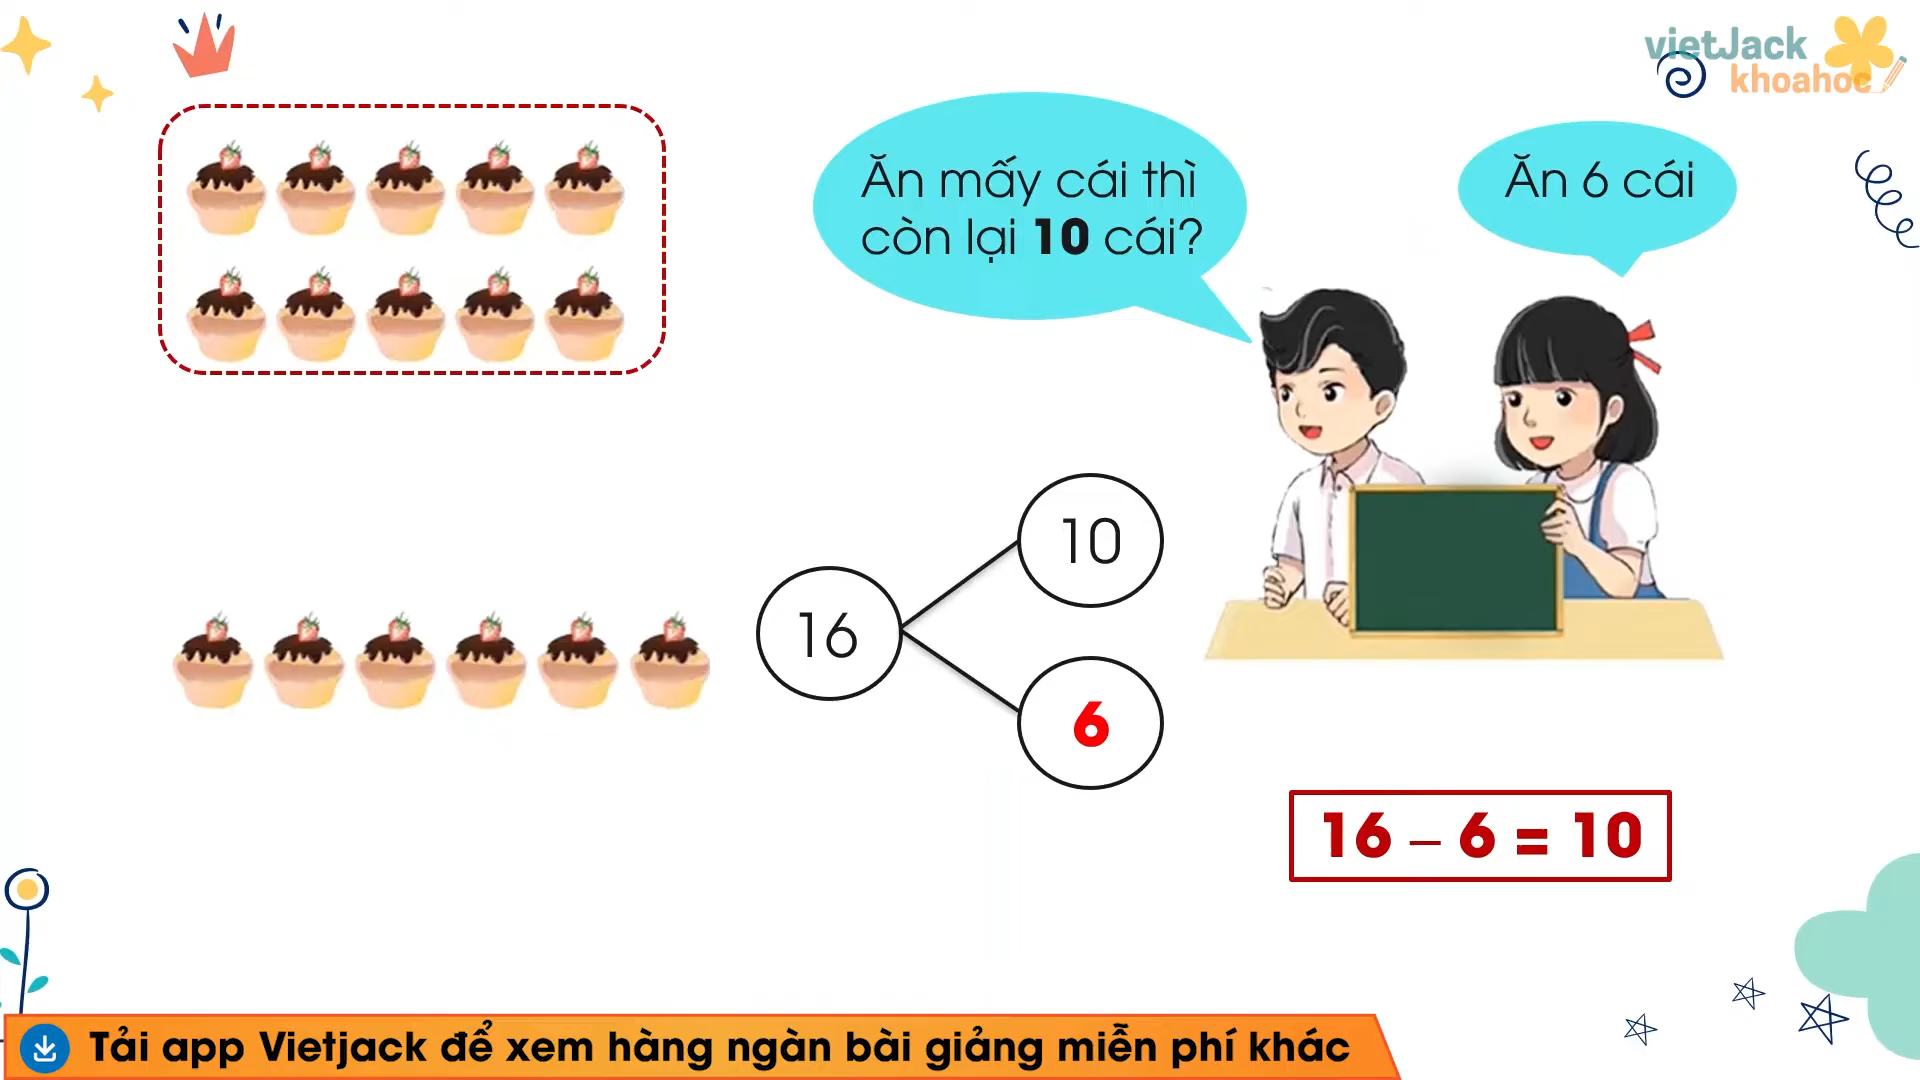 vietJack
khoahoc
Ăn mấy cái thì
còn lại 10 cái?
Ăn 6 cái
10
16
6
16 – 6 = 10
Tải app Vietjack để xem hàng ngàn bài giảng miễn phí khác